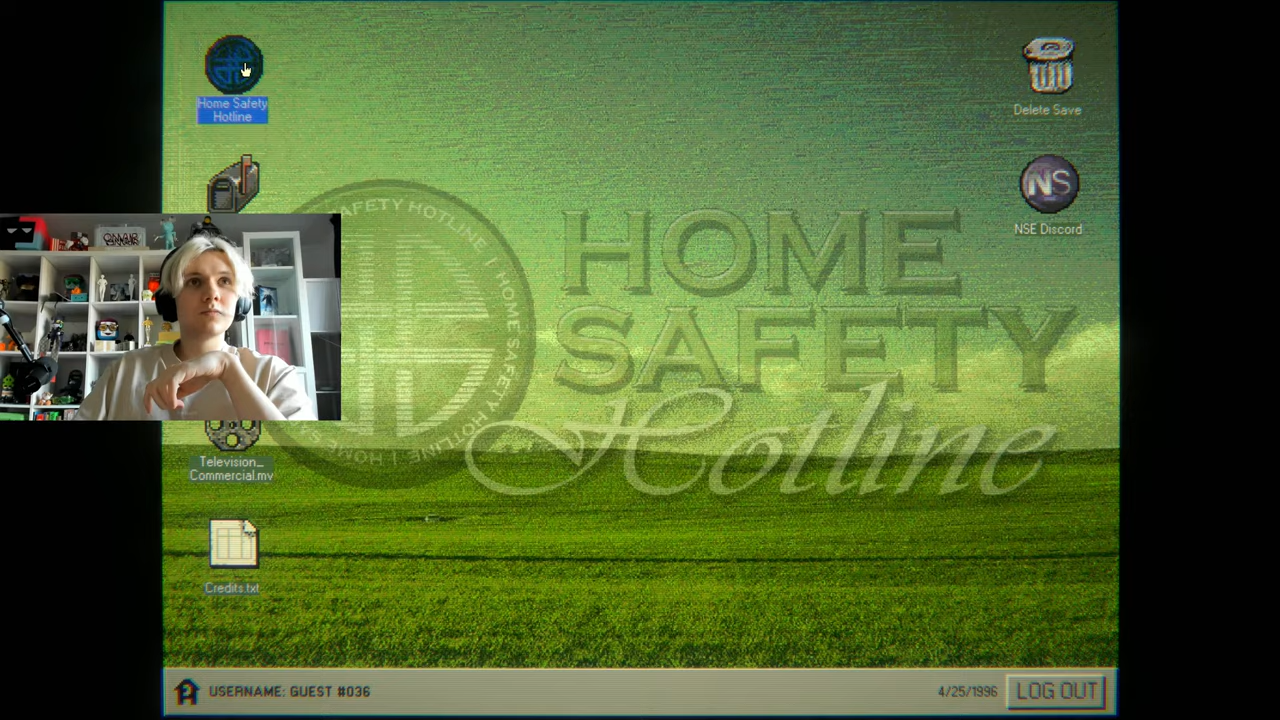 Home Safety
Hotline
Delete Save
NS
NSE Discord
HOME
SAFETY
Hotline
SAFETY HOTLINE | HOME SAFETY HOTLINE | HOME
Television_
Commercial.mv
Credits.txt
USERNAME: GUEST #036
4/25/1996
LOG OUT